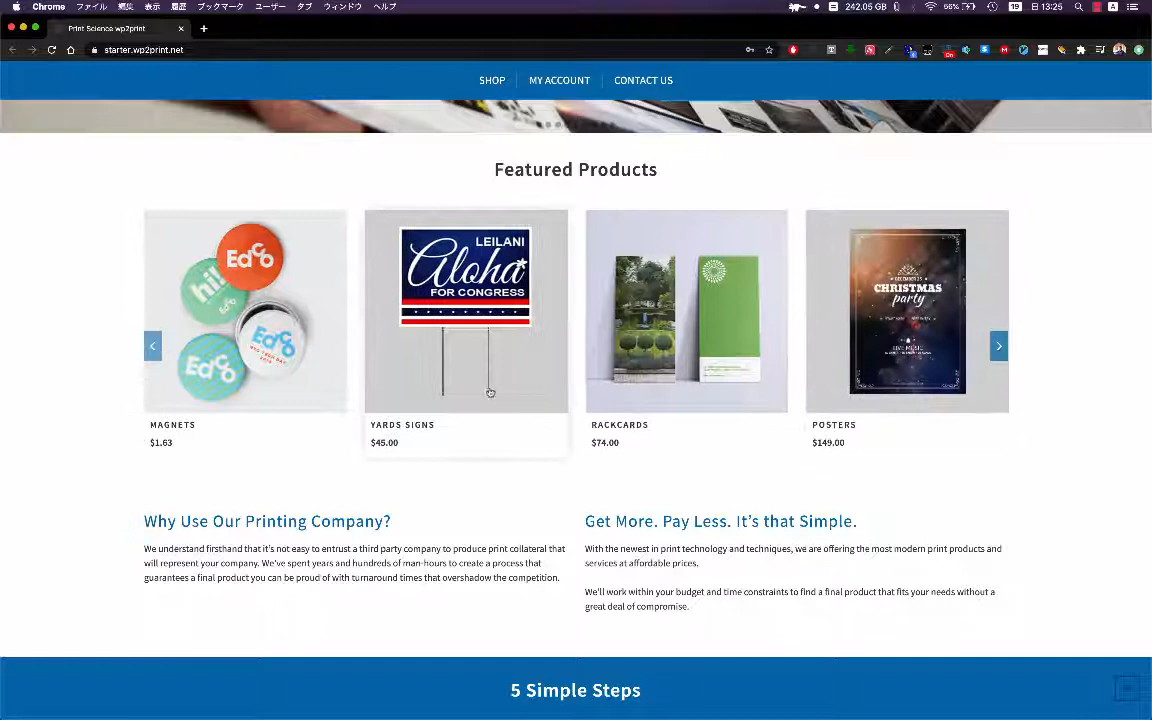 Chrome ファイル 編集 表示 履歴 ブックマーク ユーザー タブ ウィンドウ ヘルプ 242.05 GB 56% 19 日 13:25 A
Print Science wp2print
starter.wp2print.net
SHOP MY ACCOUNT CONTACT US
Featured Products
Edco
hi!
Edco
Edco
Edco
LEILANI
Aloha
FOR CONGRESS
CHRISTMAS
party
LIVE MUSIC
MAGNETS
$1.63
YARDS SIGNS
$45.00
RACKCARDS
$74.00
POSTERS
$149.00
Why Use Our Printing Company?
We understand firsthand that it's not easy to entrust a third party company to produce print collateral that
will represent your company. We've spent years and hundreds of man-hours to create a process that
guarantees a final product you can be proud of with turnaround times that overshadow the competition.
Get More. Pay Less. It's that Simple.
With the newest in print technology and techniques, we are offering the most modern print products and
services at affordable prices.
We'll work within your budget and time constraints to find a final product that fits your needs without a
great deal of compromise.
5 Simple Steps